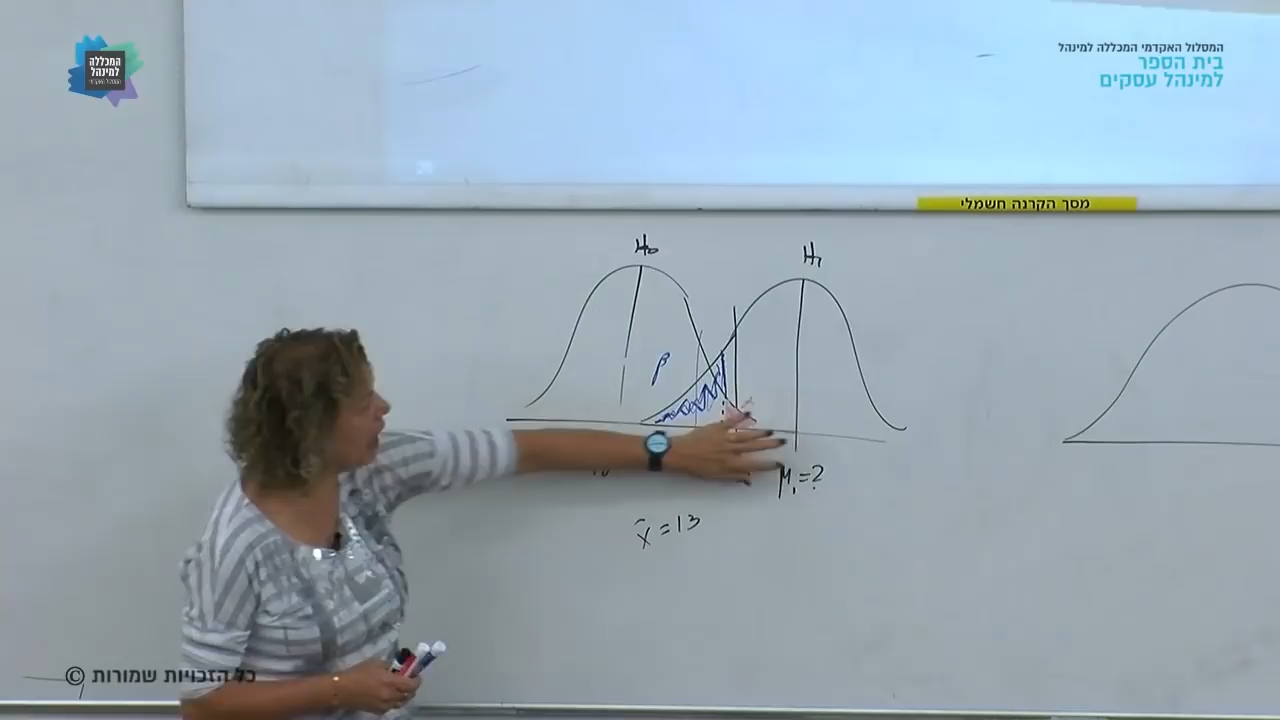 המכללה
למינהל
המסלול האקדמי המכללה למינהל
בית הספר
למינהל עסקים
מסך הקרנה חשמלי
H₀
H₁
β
μ₁=?
x̄=13
כל הזכויות שמורות ©